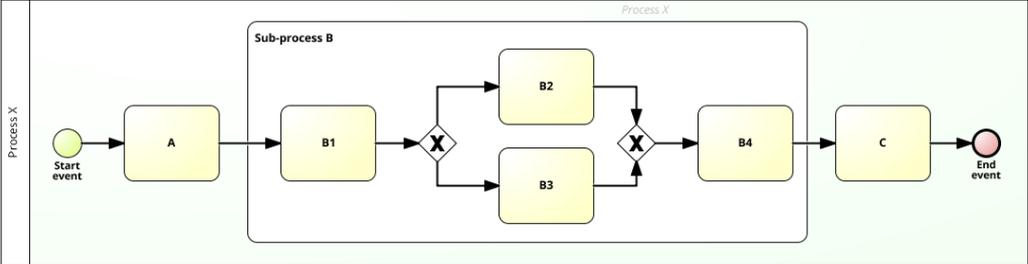 Process X
Process X
Sub-process B
Start
event
A
B1
X
B2
B3
X
B4
C
End
event